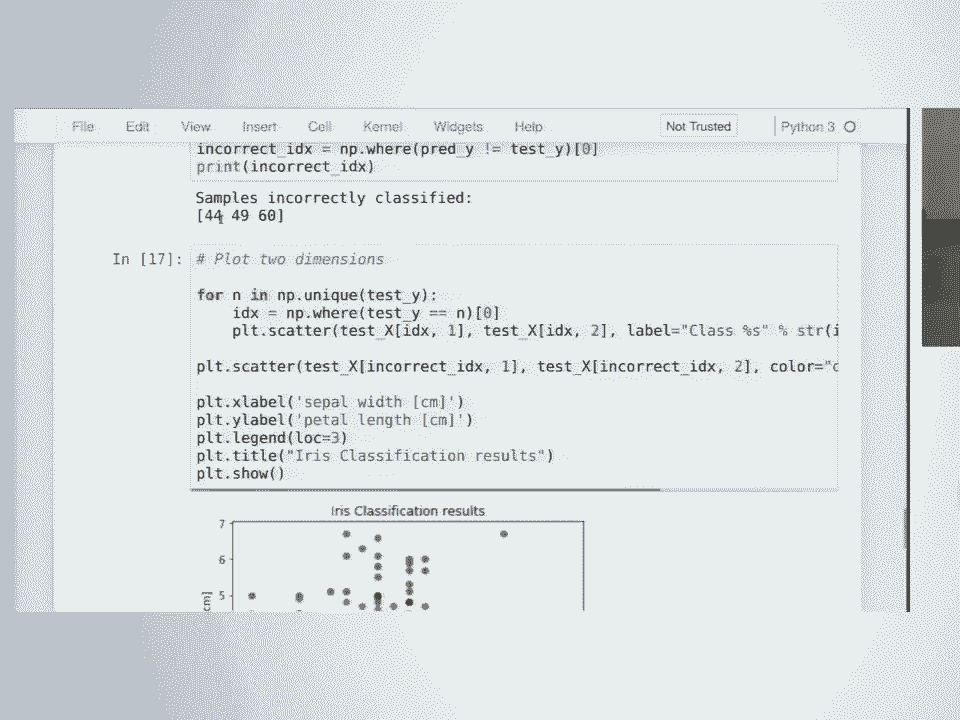 File Edit View Insert Cell Kernel Widgets Help Not Trusted Python 3
incorrect_idx = np.where(pred_y != test_y)[0]
print(incorrect_idx)
Samples incorrectly classified:
[44 49 60]
In [17]: # Plot two dimensions
for n in np.unique(test_y):
idx = np.where(test_y == n)[0]
plt.scatter(test_X[idx, 1], test_X[idx, 2], label="Class %s" % str(i
plt.scatter(test_X[incorrect_idx, 1], test_X[incorrect_idx, 2], color="d
plt.xlabel('sepal width [cm]')
plt.ylabel('petal length [cm]')
plt.legend(loc=3)
plt.title("Iris Classification results")
plt.show()
Iris Classification results
7
6
5
cm]